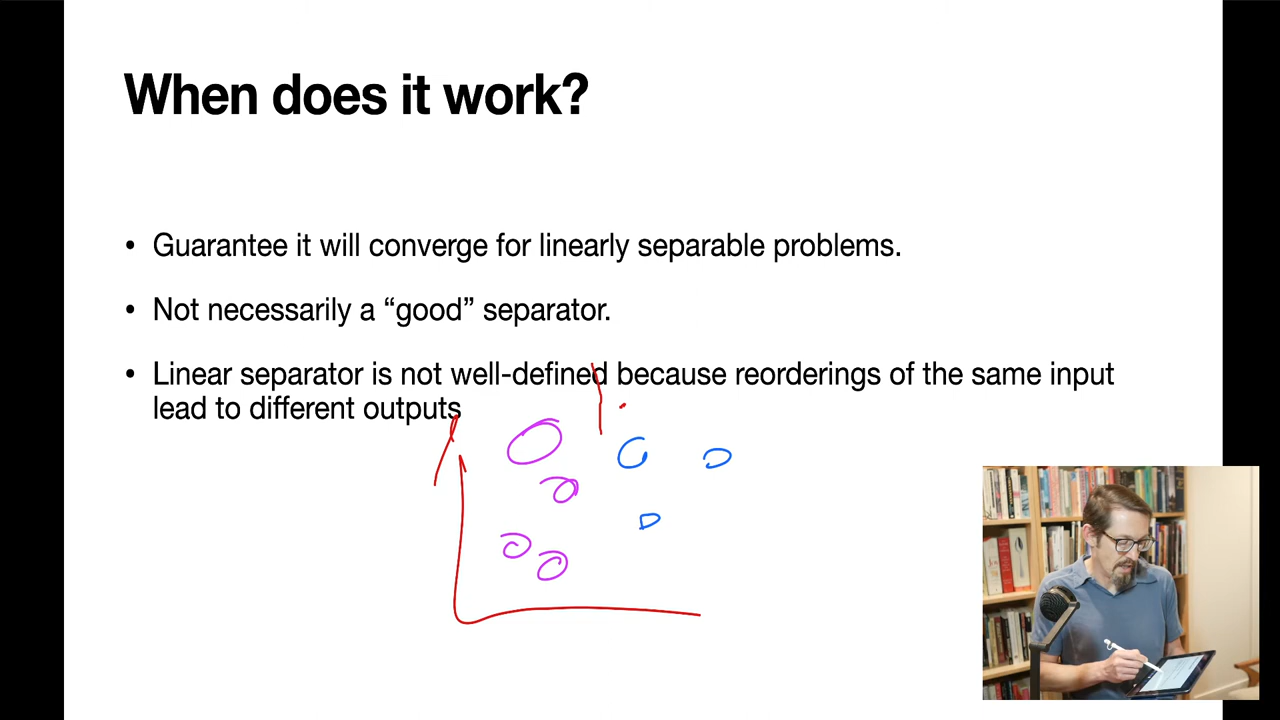 When does it work?
• Guarantee it will converge for linearly separable problems.
• Not necessarily a “good” separator.
• Linear separator is not well-defined because reorderings of the same input
lead to different outputs